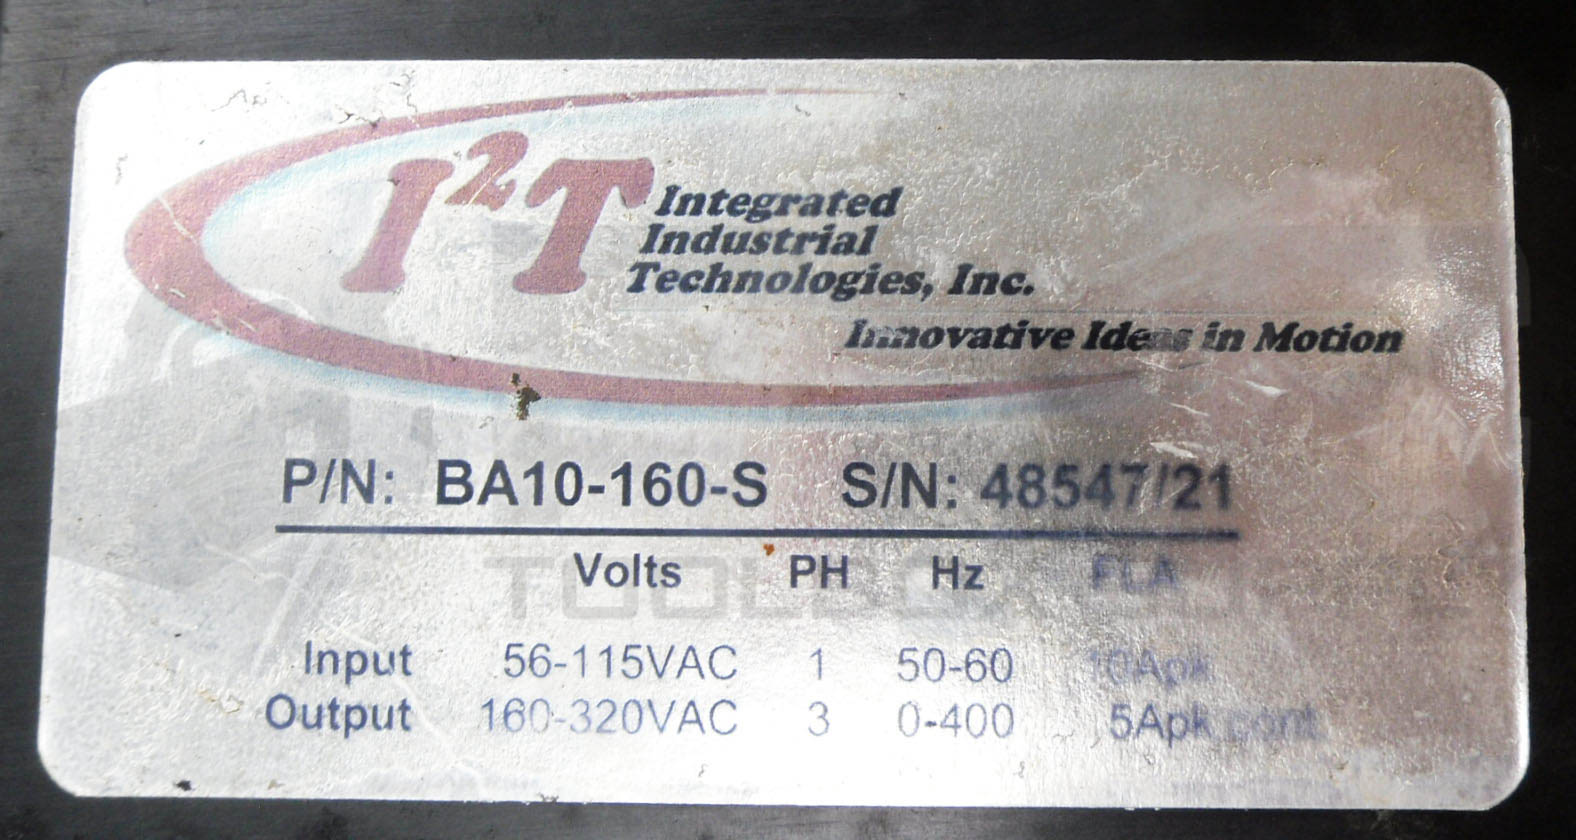 I²T
Integrated
Industrial
Technologies, Inc.
Innovative Ideas in Motion
P/N: BA10-160-S S/N: 48547/21
Volts PH Hz FLA
Input 56-115VAC 1 50-60 10Apk
Output 160-320VAC 3 0-400 5Apk cont.